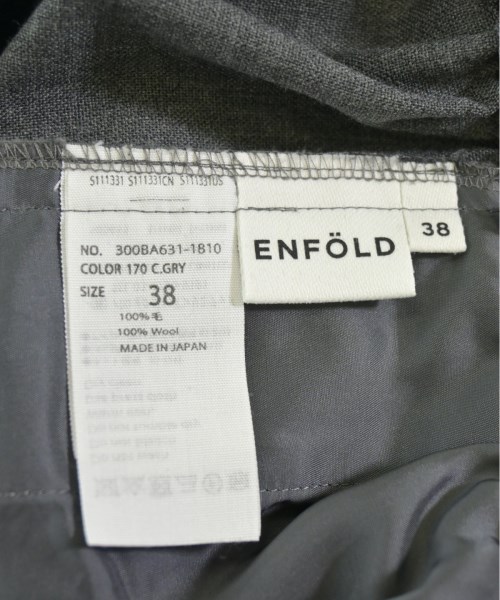 S111331 S111331CN S111331US
NO. 300BA631-1810
COLOR 170 C.GRY
SIZE 38
100%毛
100% Wool
MADE IN JAPAN
ENFÖLD
38